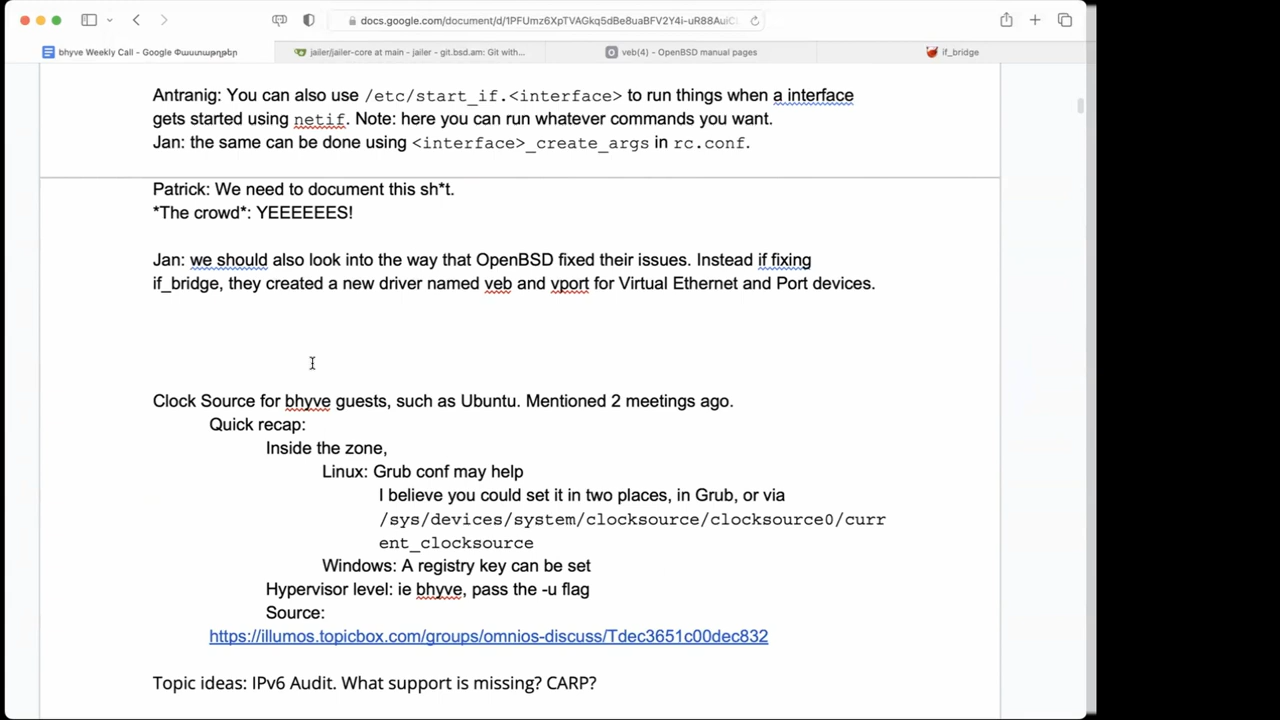 docs.google.com/document/d/1PFUmz6XpTVAGkq5dBe8uaBFV2Y4i-uR88AuiCl
bhyve Weekly Call - Google Փաստաթղթեր
jailer/jailer-core at main - jailer - git.bsd.am: Git with...
veb(4) - OpenBSD manual pages
if_bridge
Antranig: You can also use /etc/start_if.<interface> to run things when a interface
gets started using netif. Note: here you can run whatever commands you want.
Jan: the same can be done using <interface>_create_args in rc.conf.
Patrick: We need to document this sh*t.
*The crowd*: YEEEEEES!
Jan: we should also look into the way that OpenBSD fixed their issues. Instead if fixing
if_bridge, they created a new driver named veb and vport for Virtual Ethernet and Port devices.
Clock Source for bhyve guests, such as Ubuntu. Mentioned 2 meetings ago.
Quick recap:
Inside the zone,
Linux: Grub conf may help
I believe you could set it in two places, in Grub, or via
/sys/devices/system/clocksource/clocksource0/curr
ent_clocksource
Windows: A registry key can be set
Hypervisor level: ie bhyve, pass the -u flag
Source:
https://illumos.topicbox.com/groups/omnios-discuss/Tdec3651c00dec832
Topic ideas: IPv6 Audit. What support is missing? CARP?